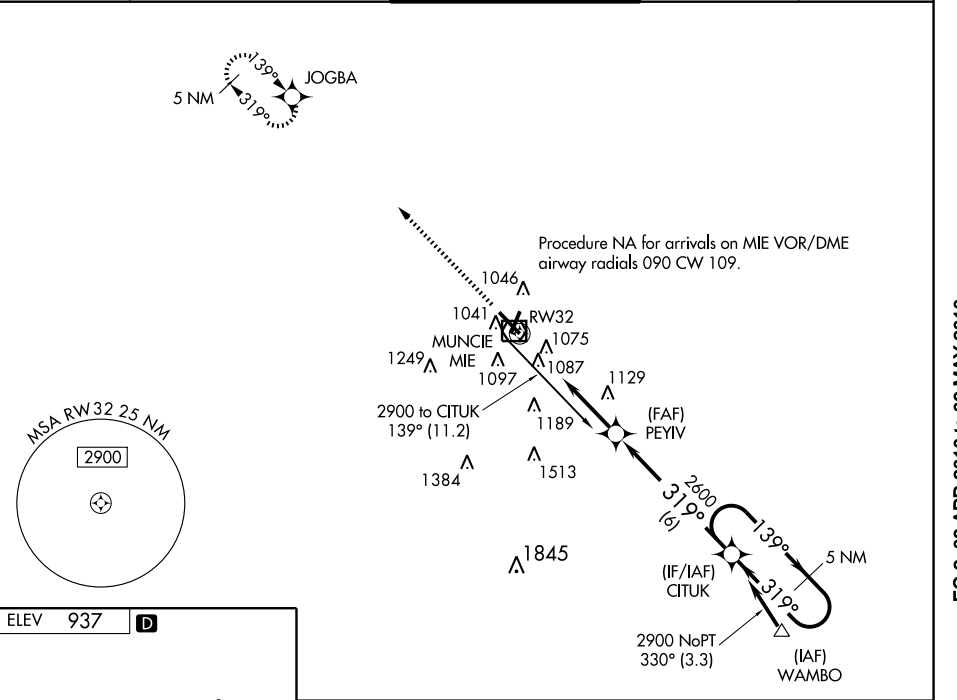 139°
JOGBA
5 NM
319°
Procedure NA for arrivals on MIE VOR/DME
airway radials 090 CW 109.
1046
1041
RW32
MUNCIE
MIE
1075
1249
1097
1087
1129
2900 to CITUK
139° (11.2)
1189
(FAF)
PEYIV
MSA RW32 25 NM
2900
1384
1513
2600
319°
(6)
139°
1845
5 NM
(IF/IAF)
CITUK
319°
2900 NoPT
330° (3.3)
(IAF)
WAMBO
ELEV 937 D